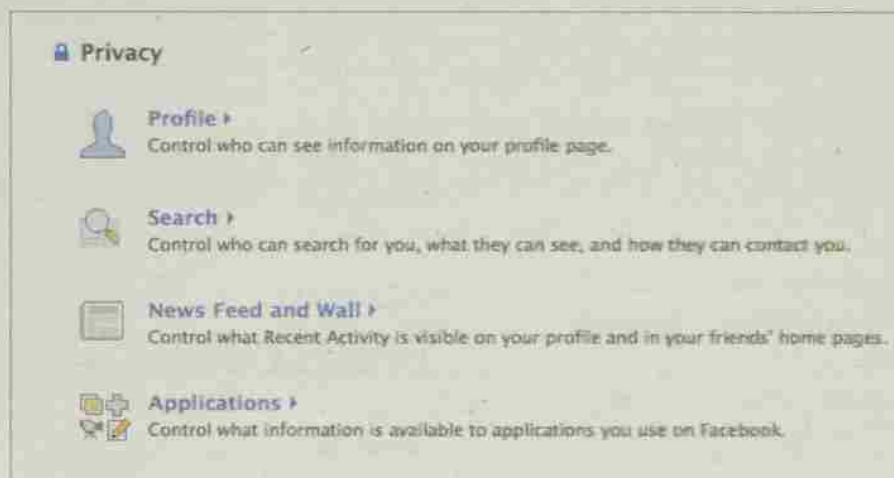 Privacy
Profile
Control who can see information on your profile page.
Search
Control who can search for you, what they can see, and how they can contact you.
News Feed and Wall
Control what Recent Activity is visible on your profile and in your friends' home pages.
Applications
Control what information is available to applications you use on Facebook.